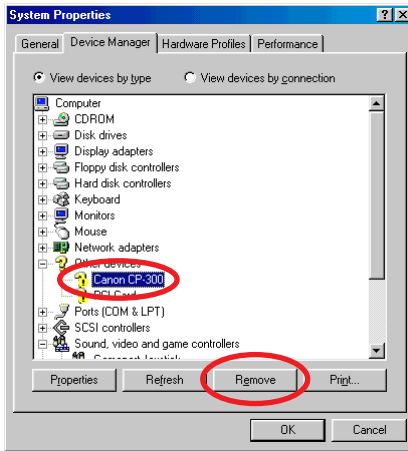 System Properties
General Device Manager Hardware Profiles Performance
View devices by type View devices by connection
Computer
CDROM
Disk drives
Display adapters
Floppy disk controllers
Hard disk controllers
Keyboard
Monitors
Mouse
Network adapters
Other devices
Canon CP-300
PCI Card
Ports (COM & LPT)
SCSI controllers
Sound, video and game controllers
Gameport Joystick
Properties Refresh Remove Print...
OK Cancel